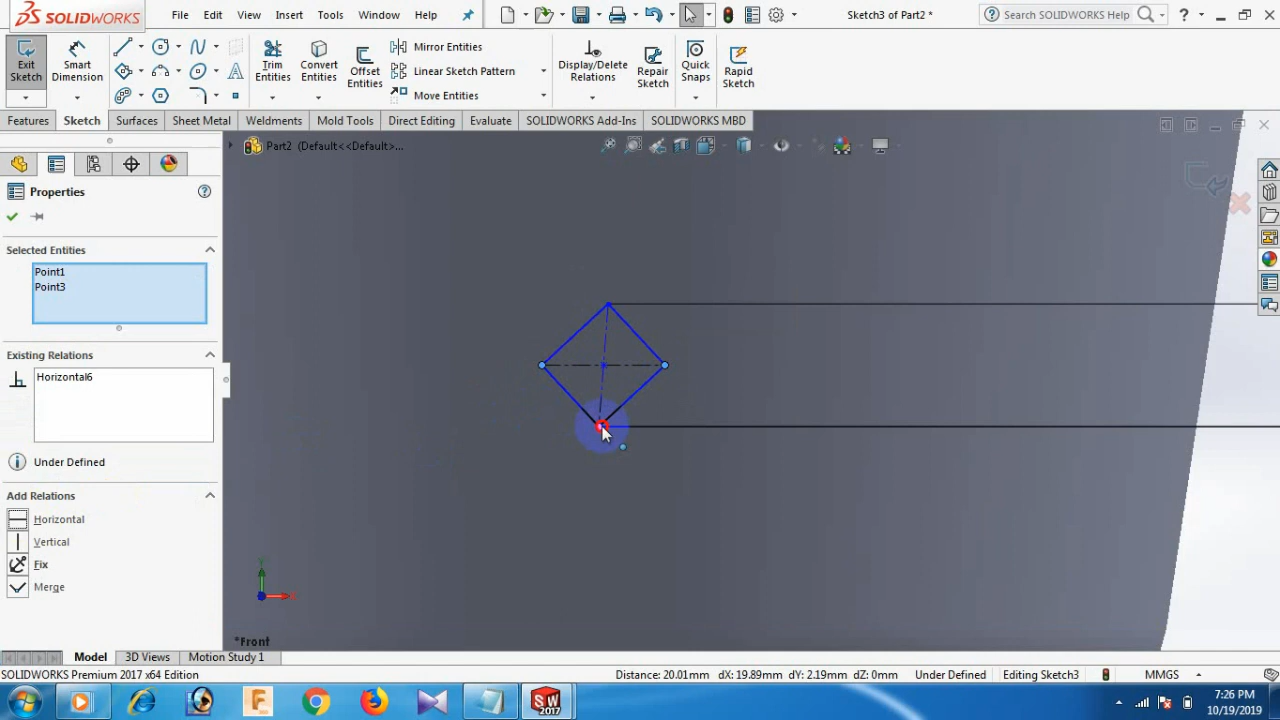 SOLIDWORKS
File Edit View Insert Tools Window Help
Sketch3 of Part2 *
Search SOLIDWORKS Help
Exit Sketch
Smart Dimension
Trim Entities
Convert Entities
Offset Entities
Mirror Entities
Linear Sketch Pattern
Move Entities
Display/Delete Relations
Repair Sketch
Quick Snaps
Rapid Sketch
Features Sketch Surfaces Sheet Metal Weldments Mold Tools Direct Editing Evaluate SOLIDWORKS Add-Ins SOLIDWORKS MBD
Part2 (Default<<Default>...
Properties
Selected Entities
Point1
Point3
Existing Relations
Horizontal6
Under Defined
Add Relations
Horizontal
Vertical
Fix
Merge
*Front
Model 3D Views Motion Study 1
SOLIDWORKS Premium 2017 x64 Edition
Distance: 20.01mm dX: 19.89mm dY: 2.19mm dZ: 0mm
Under Defined
Editing Sketch3
MMGS
SW
2017
7:26 PM
10/19/2019